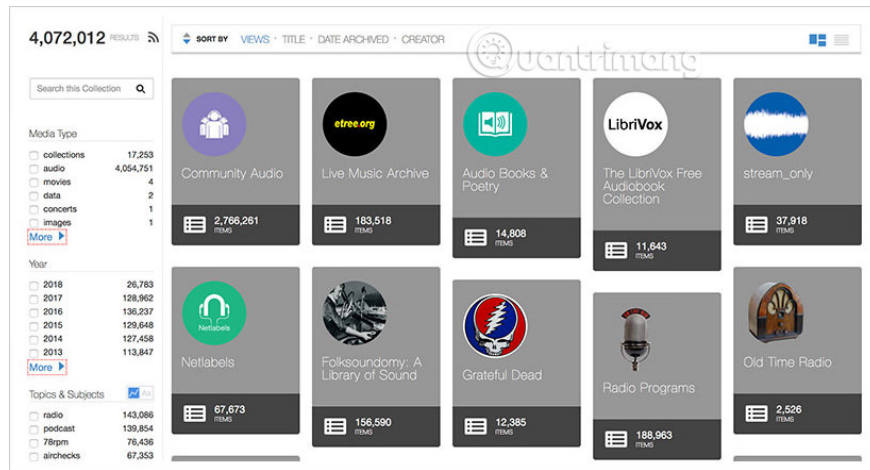 4,072,012 RESULTS
SORT BY VIEWS · TITLE · DATE ARCHIVED · CREATOR
Quantrimang
Search this Collection
Media Type
collections 17,253
audio 4,054,751
movies 4
data 2
concerts 1
images 1
More
Year
2018 26,783
2017 128,962
2016 136,237
2015 129,648
2014 127,458
2013 113,847
More
Topics & Subjects
Aa
radio 143,086
podcast 139,854
78rpm 76,436
airchecks 67,353
Community Audio
2,766,261
ITEMS
etree.org
Live Music Archive
183,518
ITEMS
Audio Books &
Poetry
14,808
ITEMS
LibriVox
The LibriVox Free
Audiobook
Collection
11,643
ITEMS
stream_only
37,918
ITEMS
Netlabels
Netlabels
67,673
ITEMS
Folksoundomy: A
Library of Sound
156,590
ITEMS
Grateful Dead
12,385
ITEMS
Radio Programs
188,963
ITEMS
Old Time Radio
2,526
ITEMS